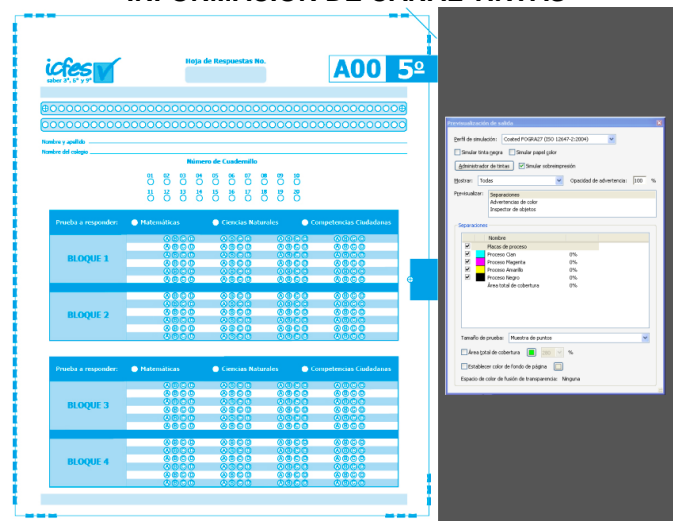 INFORMACIÓN DE CANAL TINTAS
icfes
saber 3°, 5° y 9°
Hoja de Respuestas No.
A00 5º
Nombre y apellido
Nombre del colegio
Número de Cuadernillo
01 02 03 04 05 06 07 08 09 10
11 12 13 14 15 16 17 18 19 20
Prueba a responder: Matemáticas Ciencias Naturales Competencias Ciudadanas
BLOQUE 1
BLOQUE 2
Prueba a responder: Matemáticas Ciencias Naturales Competencias Ciudadanas
BLOQUE 3
BLOQUE 4
Previsualización de salida
Perfil de simulación: Coated FOGRA27 (ISO 12647-2:2004)
Simular tinta negra Simular papel color
Administrador de tintas Simular sobreimpresión
Mostrar: Todas Opacidad de advertencia: 100 %
Previsualizar: Separaciones
Advertencias de color
Inspector de objetos
Separaciones
Nombre
Placas de proceso
Proceso Cian 0%
Proceso Magenta 0%
Proceso Amarillo 0%
Proceso Negro 0%
Área total de cobertura 0%
Tamaño de prueba: Muestra de puntos
Área total de cobertura 280 %
Establecer color de fondo de página
Espacio de color de fusión de transparencia: Ninguna